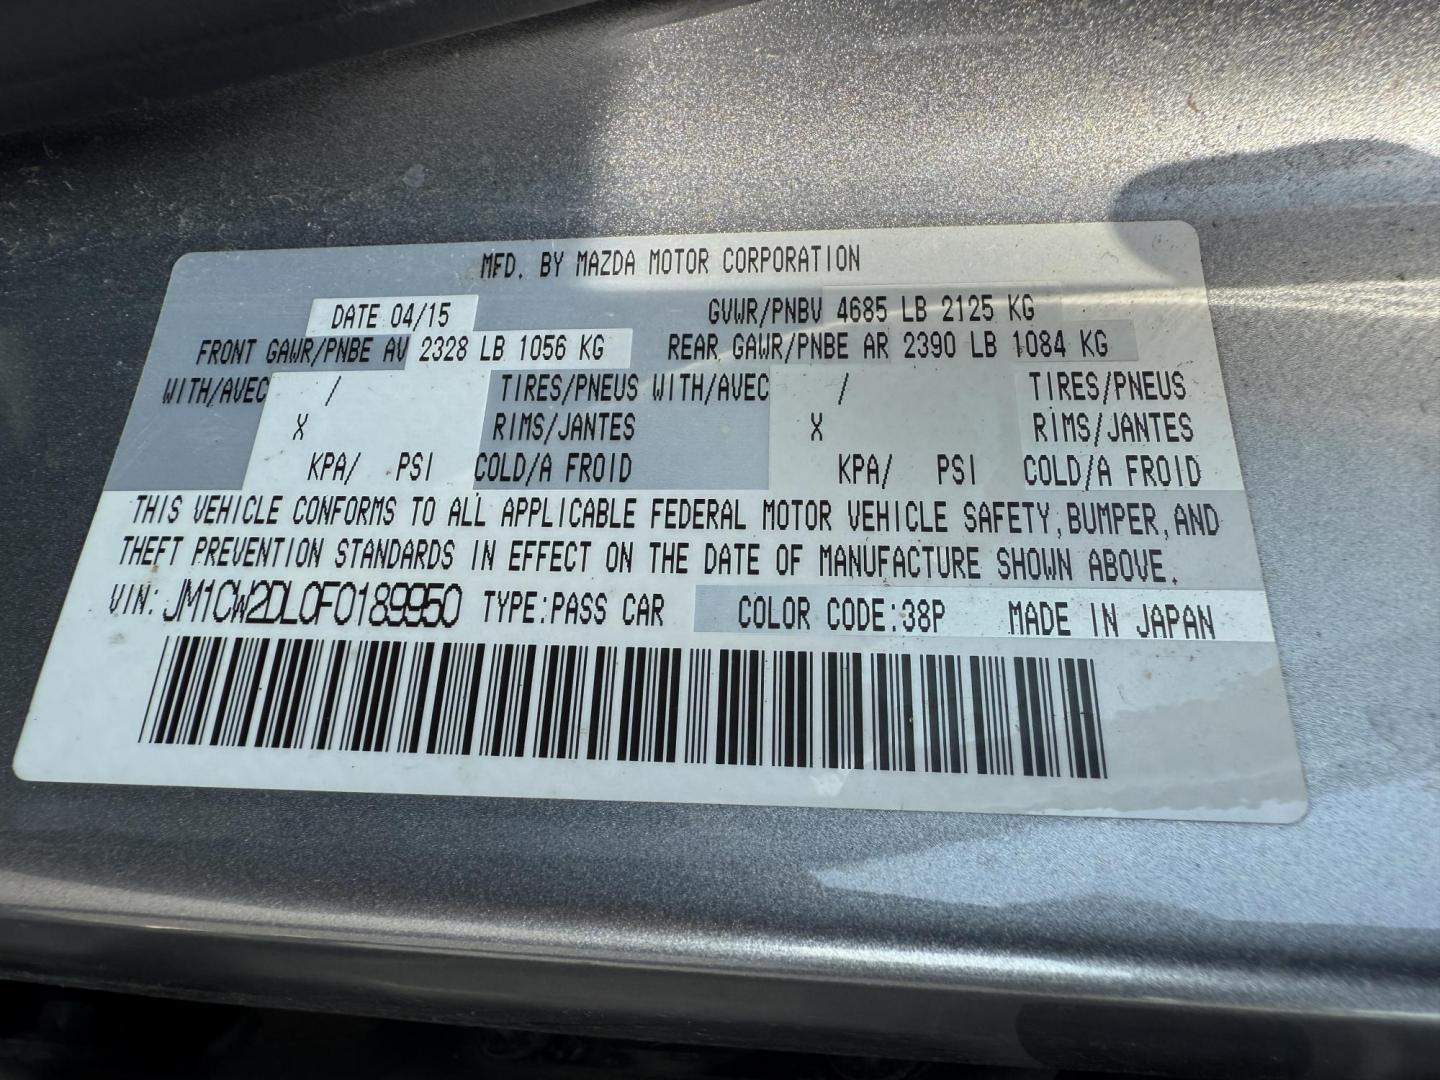 MFD. BY MAZDA MOTOR CORPORATION
DATE 04/15 GVWR/PNBV 4685 LB 2125 KG
FRONT GAWR/PNBE AV 2328 LB 1056 KG REAR GAWR/PNBE AR 2390 LB 1084 KG
WITH/AVEC / TIRES/PNEUS WITH/AVEC / TIRES/PNEUS
X RIMS/JANTES X RIMS/JANTES
KPA/ PSI COLD/A FROID KPA/ PSI COLD/A FROID
THIS VEHICLE CONFORMS TO ALL APPLICABLE FEDERAL MOTOR VEHICLE SAFETY,BUMPER,AND
THEFT PREVENTION STANDARDS IN EFFECT ON THE DATE OF MANUFACTURE SHOWN ABOVE.
VIN: JM1CW2DL0F0189950 TYPE:PASS CAR COLOR CODE:38P MADE IN JAPAN